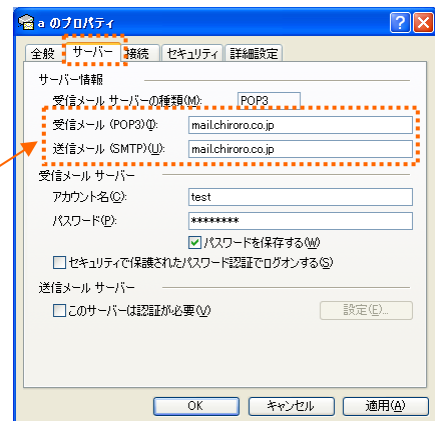 a のプロパティ
全般 サーバー 接続 セキュリティ 詳細設定
サーバー情報
受信メール サーバーの種類(M): POP3
受信メール (POP3)(I): mail.chiroro.co.jp
送信メール (SMTP)(U): mail.chiroro.co.jp
受信メール サーバー
アカウント名(C): test
パスワード(P): ********
パスワードを保存する(W)
セキュリティで保護されたパスワード認証でログオンする(S)
送信メール サーバー
このサーバーは認証が必要(V) 設定(E)...
OK キャンセル 適用(A)